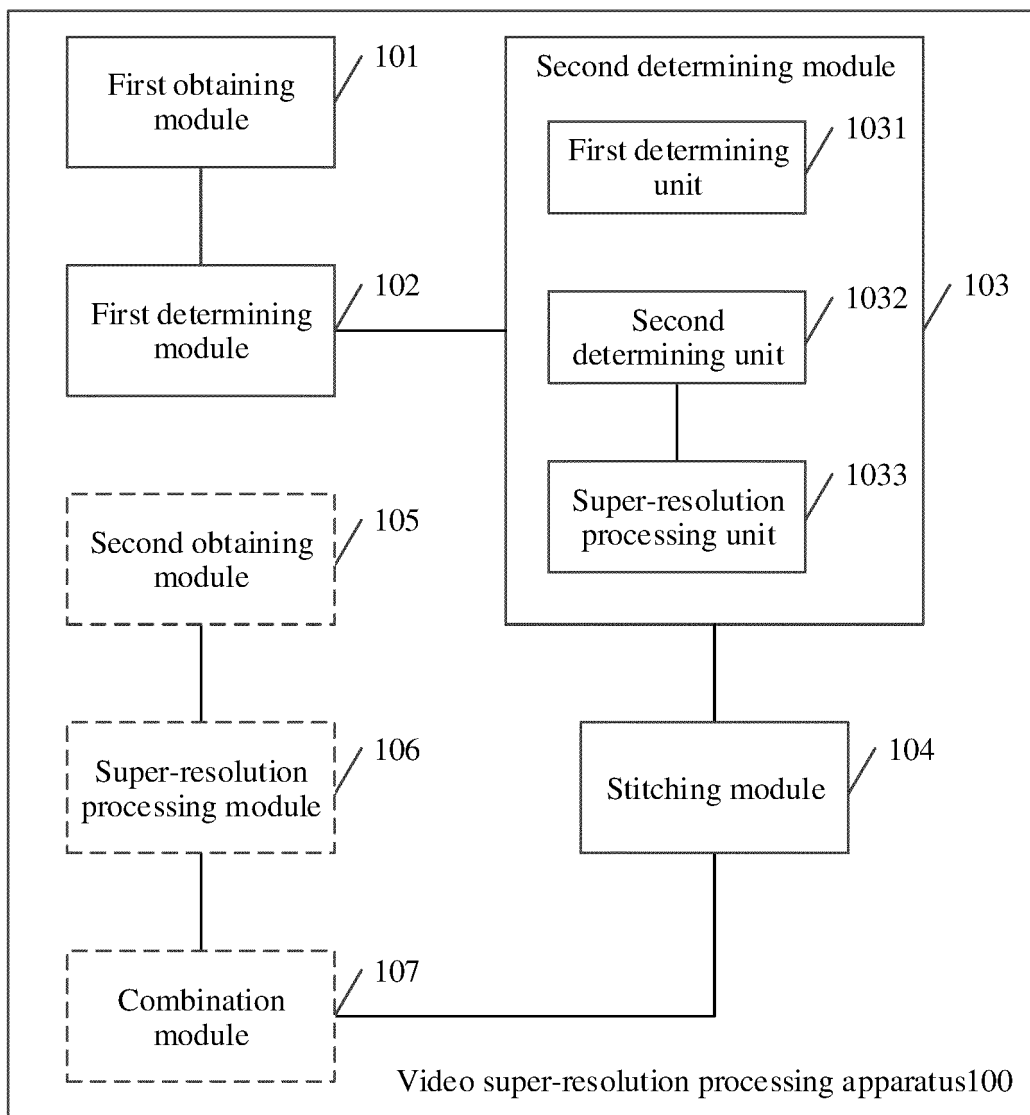 101
First obtaining
module
Second determining module
1031
First determining
unit
102
First determining
module
1032
Second
determining unit
103
1033
Super-resolution
processing unit
105
Second obtaining
module
106
Super-resolution
processing module
104
Stitching module
107
Combination
module
Video super-resolution processing apparatus100